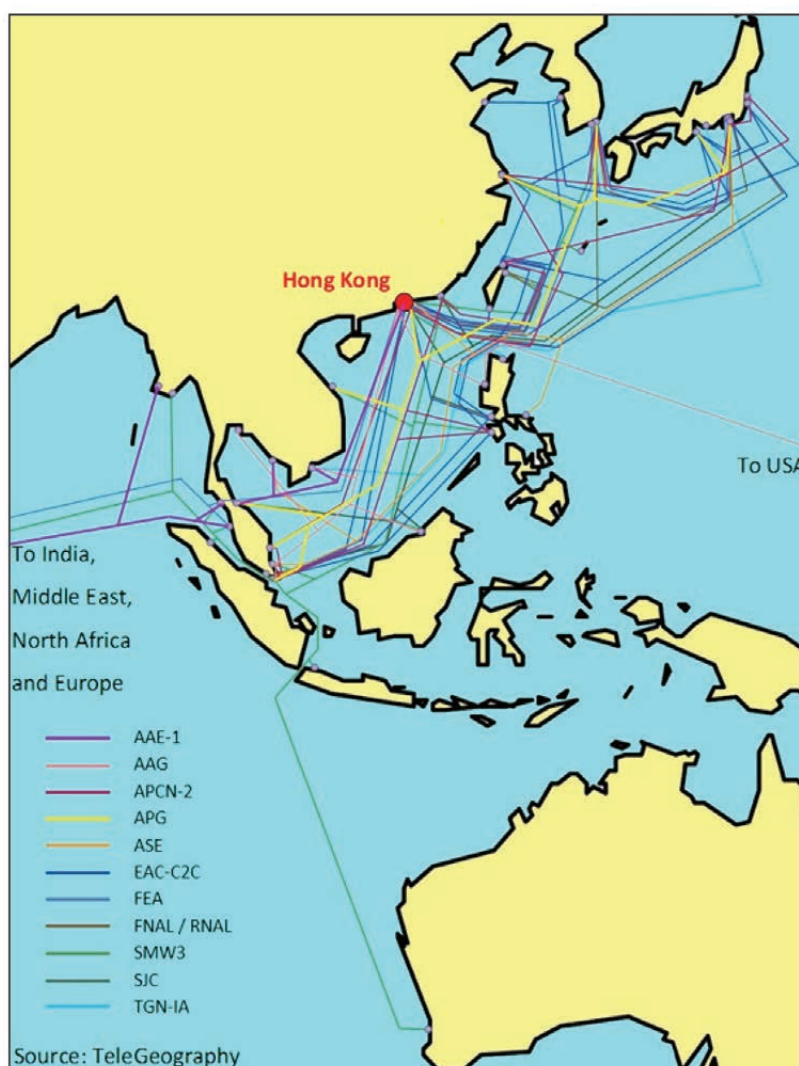 Hong Kong
To USA
To India,
Middle East,
North Africa
and Europe
AAE-1
AAG
APCN-2
APG
ASE
EAC-C2C
FEA
FNAL / RNAL
SMW3
SJC
TGN-IA
Source: TeleGeography